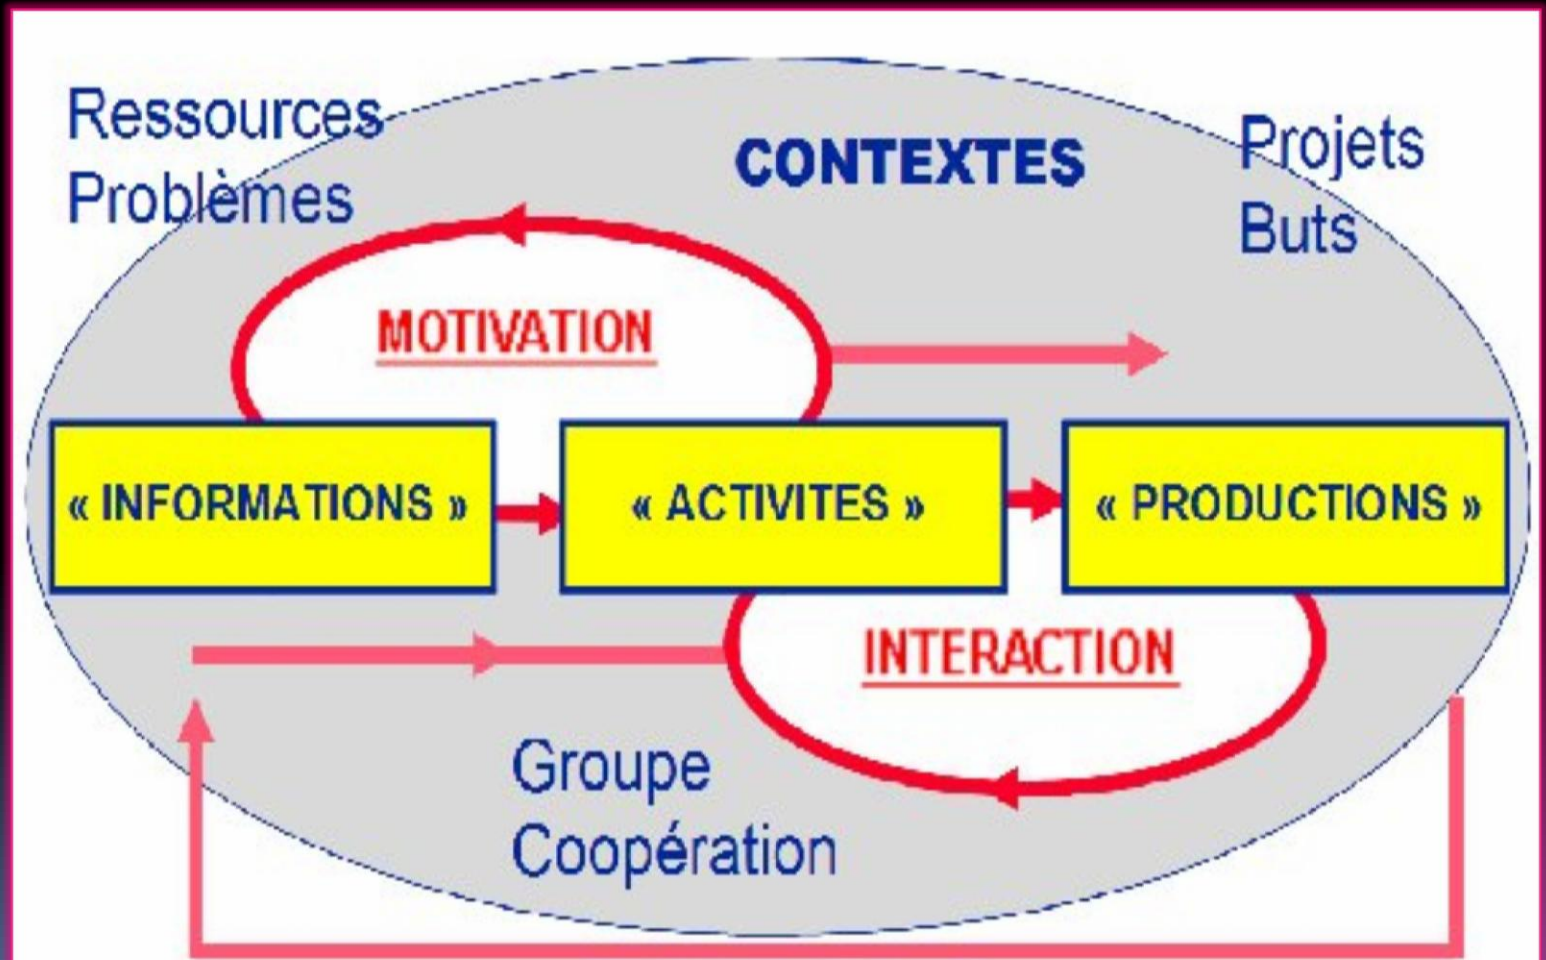 Ressources
Problèmes
CONTEXTES
Projets
Buts
MOTIVATION
« INFORMATIONS »
« ACTIVITES »
« PRODUCTIONS »
INTERACTION
Groupe
Coopération